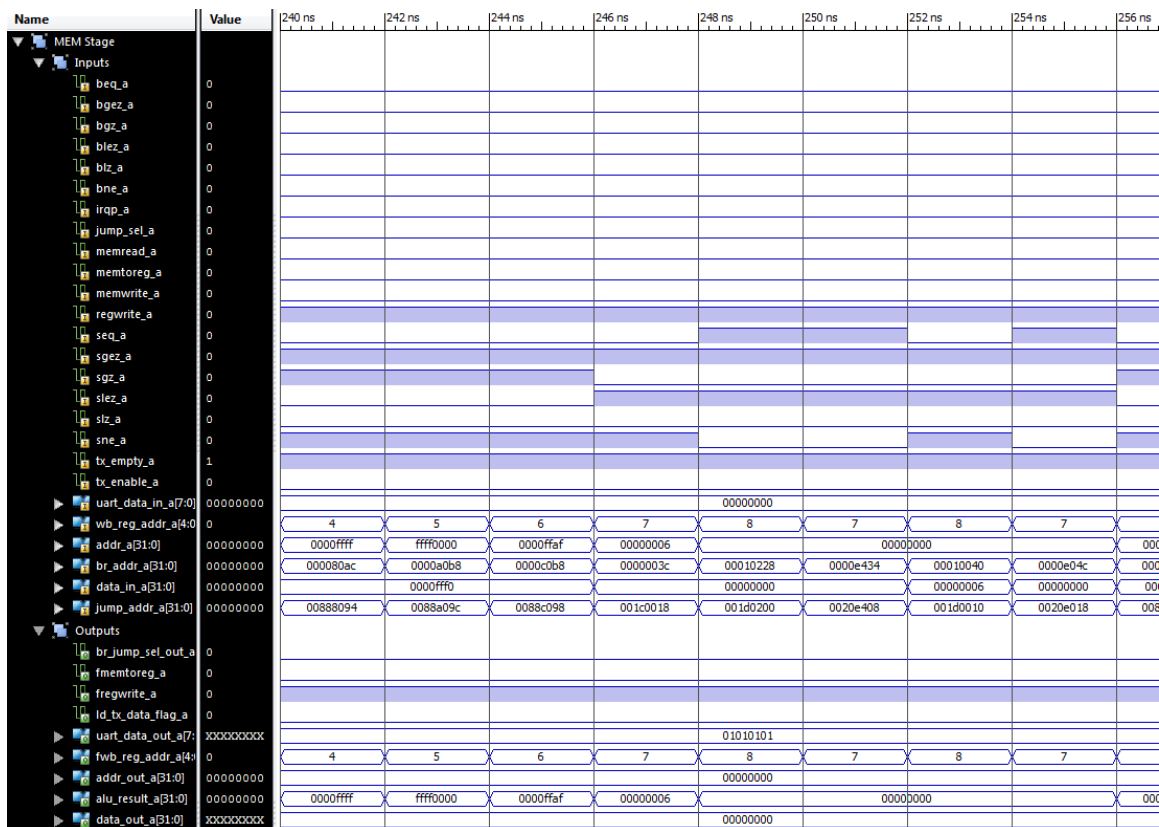 Name Value 240 ns 242 ns 244 ns 246 ns 248 ns 250 ns 252 ns 254 ns 256 ns
MEM Stage
Inputs
beq_a 0
bgez_a 0
bgz_a 0
blez_a 0
blz_a 0
bne_a 0
irqp_a 0
jump_sel_a 0
memread_a 0
memtoreg_a 0
memwrite_a 0
regwrite_a 0
seq_a 0
sgez_a 0
sgz_a 0
slez_a 0
slz_a 0
sne_a 0
tx_empty_a 1
tx_enable_a 0
uart_data_in_a[7:0] 00000000 00000000
wb_reg_addr_a[4:0 0 4 5 6 7 8 7 8 7
addr_a[31:0] 00000000 0000ffff ffff0000 0000ffaf 00000006 00000000 000
br_addr_a[31:0] 00000000 000080ac 0000a0b8 0000c0b8 0000003c 00010228 0000e434 00010040 0000e04c 000
data_in_a[31:0] 00000000 0000fff0 00000000 00000006 00000000 000
jump_addr_a[31:0] 00000000 00888094 0088a09c 0088c098 001c0018 001d0200 0020e408 001d0010 0020e018 008
Outputs
br_jump_sel_out_a 0
fmemtoreg_a 0
fregwrite_a 0
ld_tx_data_flag_a 0
uart_data_out_a[7: XXXXXXXX 01010101
fwb_reg_addr_a[4: 0 4 5 6 7 8 7 8 7
addr_out_a[31:0] 00000000 00000000
alu_result_a[31:0] 00000000 0000ffff ffff0000 0000ffaf 00000006 00000000 000
data_out_a[31:0] XXXXXXXX 00000000